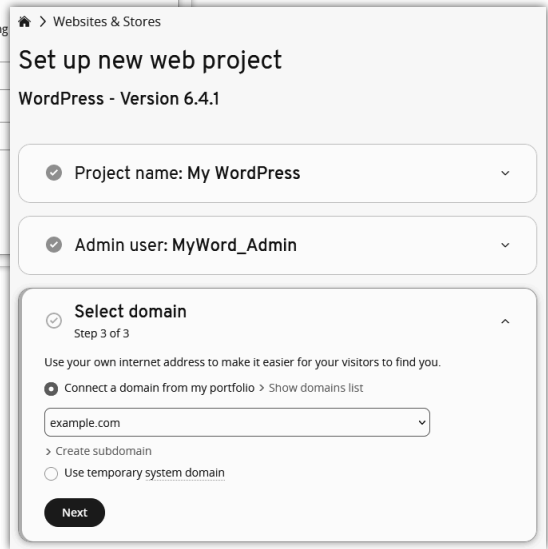 Websites & Stores
Set up new web project
WordPress - Version 6.4.1
Project name: My WordPress
Admin user: MyWord_Admin
Select domain
Step 3 of 3
Use your own internet address to make it easier for your visitors to find you.
Connect a domain from my portfolio > Show domains list
example.com
> Create subdomain
Use temporary system domain
Next